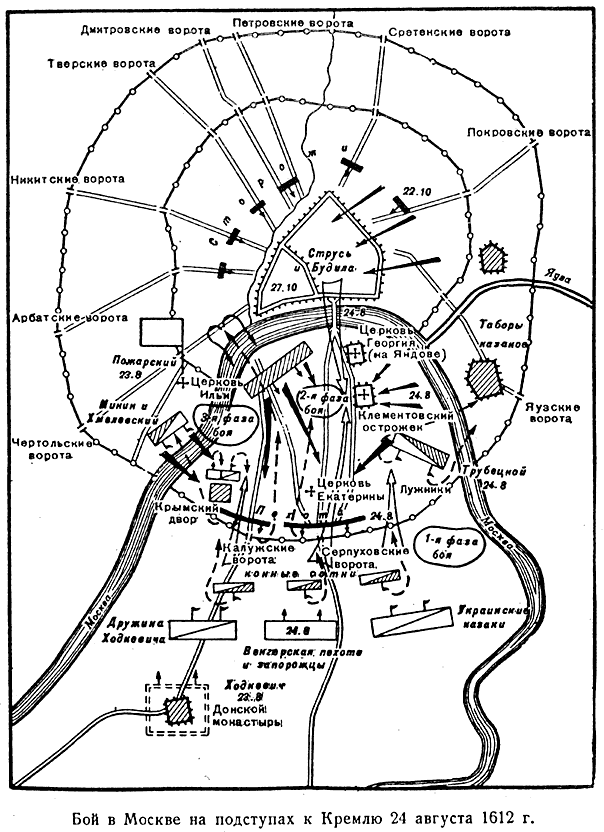 Петровские ворота
Дмитровские ворота
Сретенские ворота
Тверские ворота
Покровские ворота
Никитские ворота
Сторожи
22.10
Струсь
и Будила
27.10
Яуза
24.8
Арбатские ворота
Церковь
Георгия
(на Яндове)
Таборы
казаков
Пожарский
23.8
Церковь
Ильи
2-я фаза
боя
24.8
Минин и
Хмелевский
3-я фаза
боя
Клементовский
острожек
Яузские
ворота
Чертольские
ворота
Трубецкой
24.8
Церковь
Екатерины
Лужники
Крымский
двор
Пехота
24.8
Москва
Калужские
ворота
Серпуховские
ворота
1-я фаза
боя
конные сотни
Москва
Дружина
Ходкевича
24.8
Украинские
казаки
Венгерская пехота
и запорожцы
Ходкевич
23.8
Донской
монастырь
Бой в Москве на подступах к Кремлю 24 августа 1612 г.